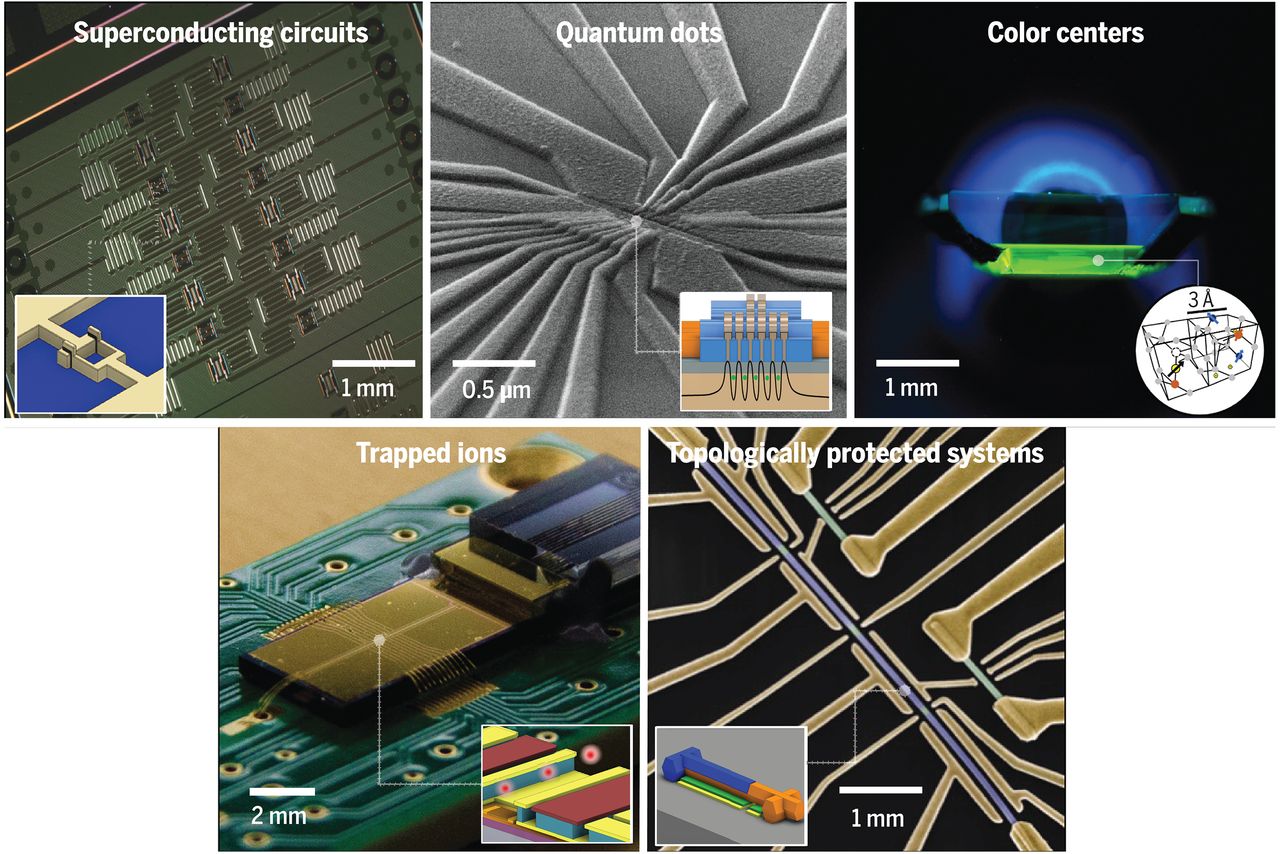 Superconducting circuits
1 mm
Quantum dots
0.5 μm
Color centers
1 mm
3 Å
Trapped ions
2 mm
Topologically protected systems
1 mm